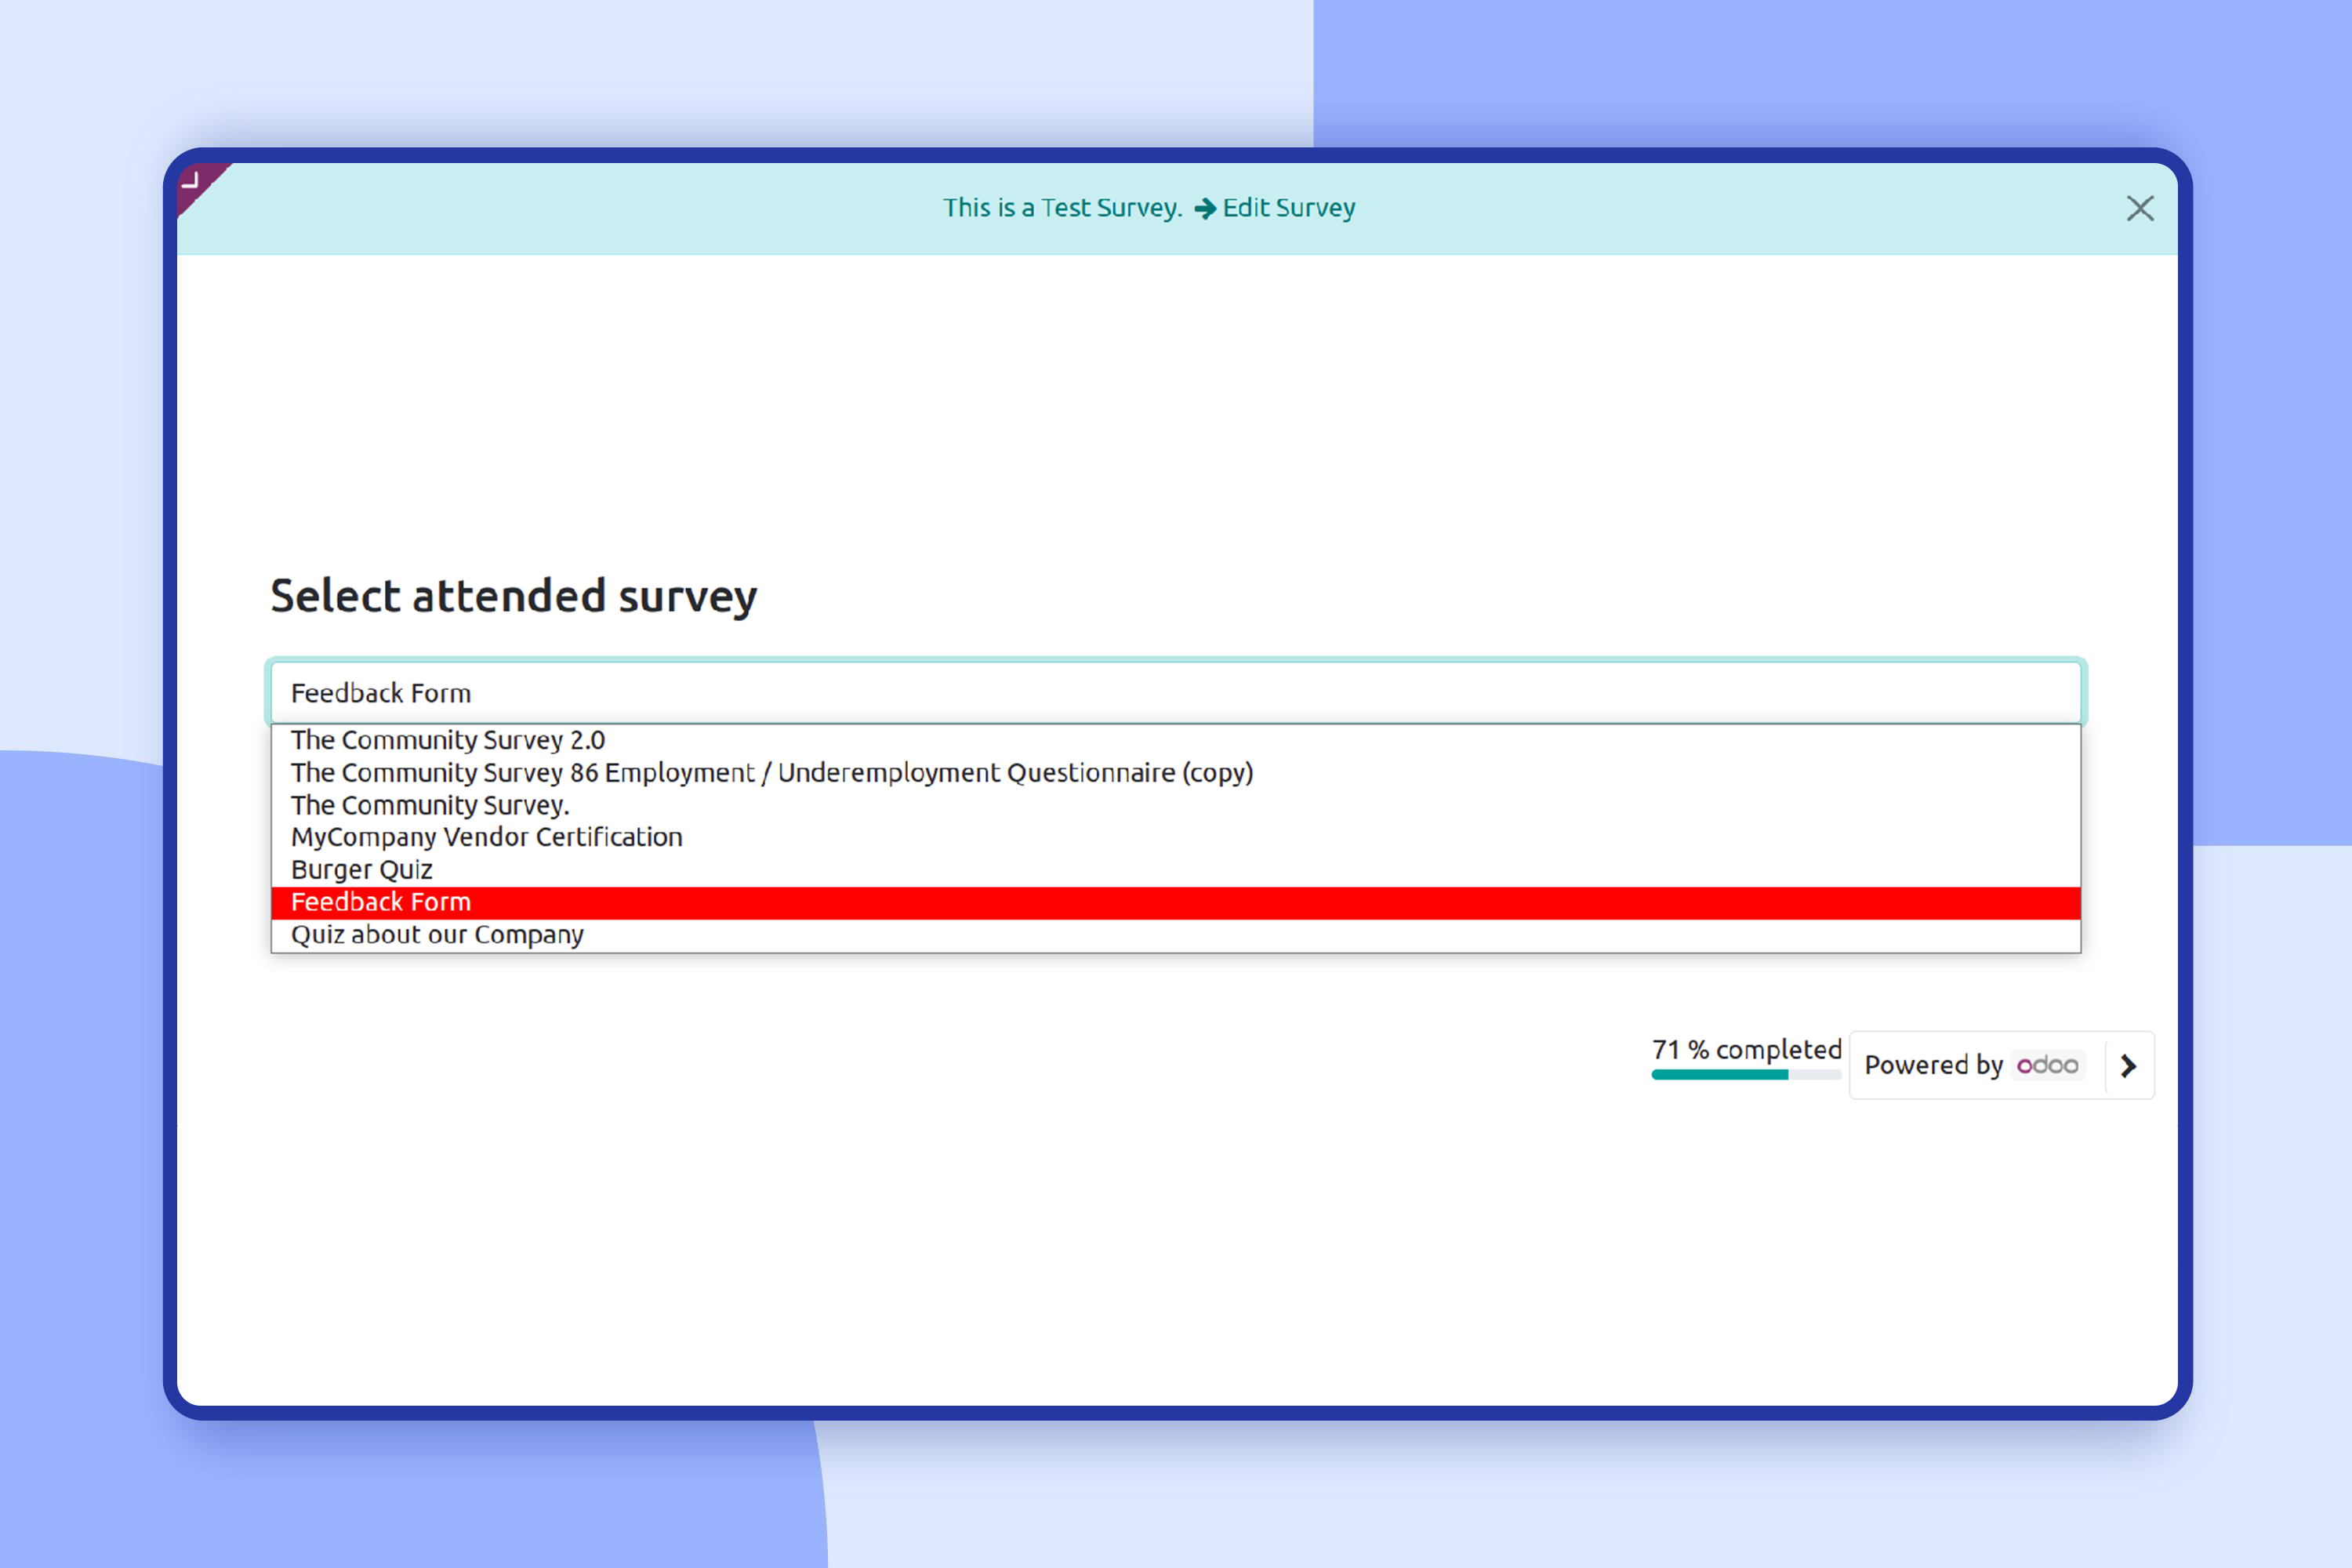 This is a Test Survey. Edit Survey
Select attended survey
Feedback Form
The Community Survey 2.0
The Community Survey 86 Employment / Underemployment Questionnaire (copy)
The Community Survey.
MyCompany Vendor Certification
Burger Quiz
Feedback Form
Quiz about our Company
71 % completed
Powered by odoo